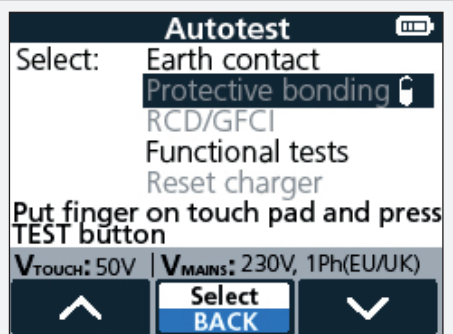 Autotest
Select: Earth contact
Protective bonding
RCD/GFCI
Functional tests
Reset charger
Put finger on touch pad and press
TEST button
VTOUCH: 50V | VMAINS: 230V, 1Ph(EU/UK)
Select
BACK